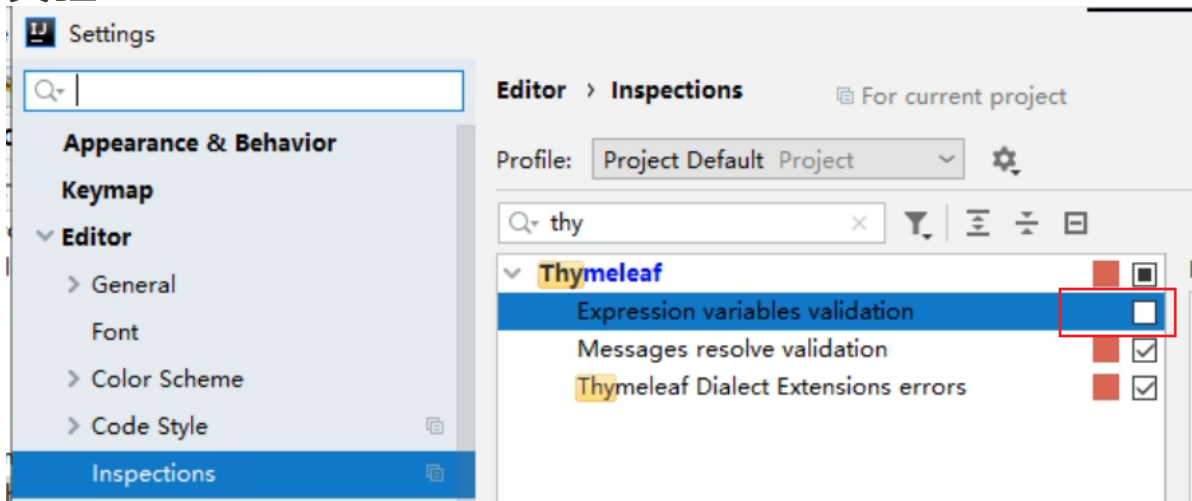 Settings
Editor › Inspections For current project
Appearance & Behavior
Profile: Project Default Project
Keymap
thy
Editor
Thymeleaf
General
Expression variables validation
Font
Messages resolve validation
Color Scheme
Thymeleaf Dialect Extensions errors
Code Style
Inspections